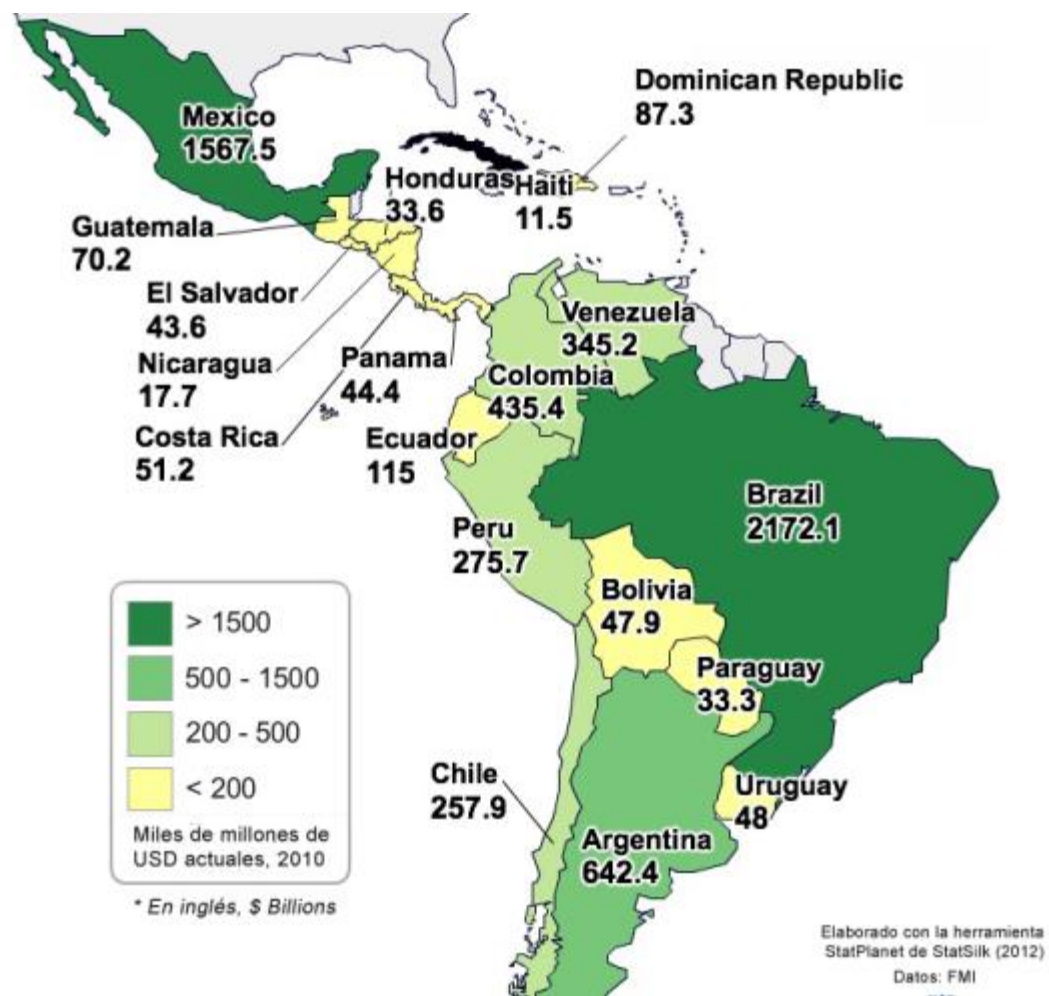 Dominican Republic
87.3
Mexico
1567.5
Honduras
33.6
Haiti
11.5
Guatemala
70.2
El Salvador
43.6
Nicaragua
17.7
Costa Rica
51.2
Panama
44.4
Venezuela
345.2
Colombia
435.4
Ecuador
115
Brazil
2172.1
Peru
275.7
Bolivia
47.9
Paraguay
33.3
Chile
257.9
Uruguay
48
Argentina
642.4
> 1500
500 - 1500
200 - 500
< 200
Miles de millones de
USD actuales, 2010
* En inglés, $ Billions
Elaborado con la herramienta
StatPlanet de StatSilk (2012)
Datos: FMI